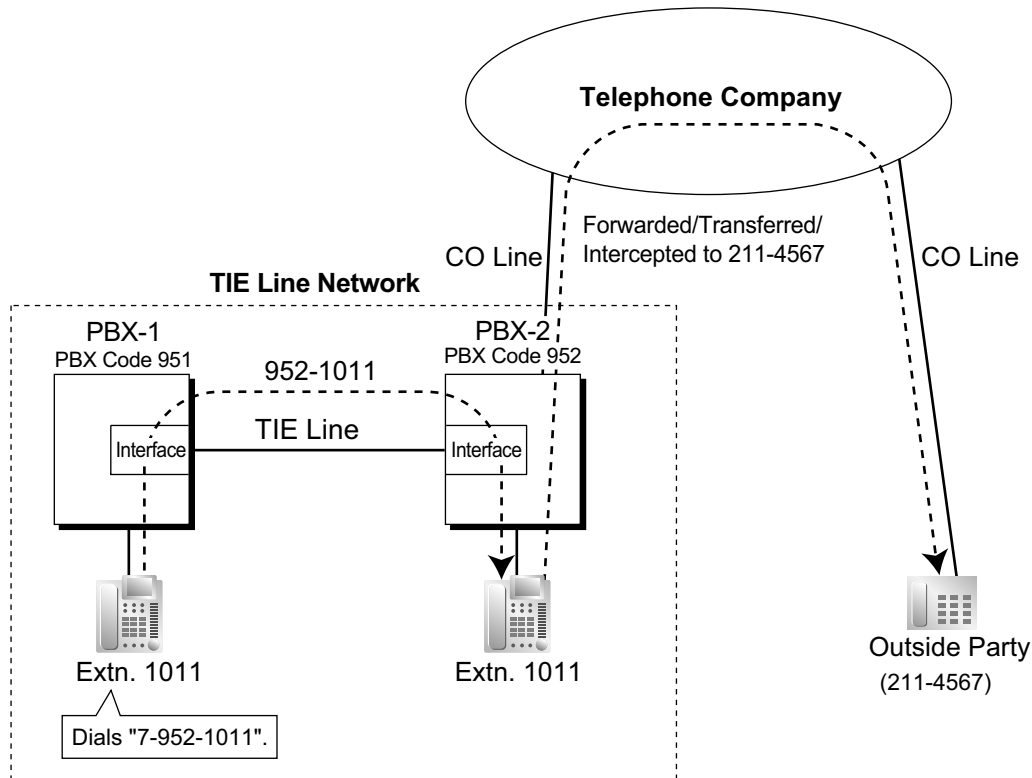 Telephone Company
Forwarded/Transferred/
Intercepted to 211-4567
CO Line
CO Line
TIE Line Network
PBX-1
PBX Code 951
PBX-2
PBX Code 952
952-1011
TIE Line
Interface
Interface
Extn. 1011
Extn. 1011
Dials "7-952-1011".
Outside Party
(211-4567)